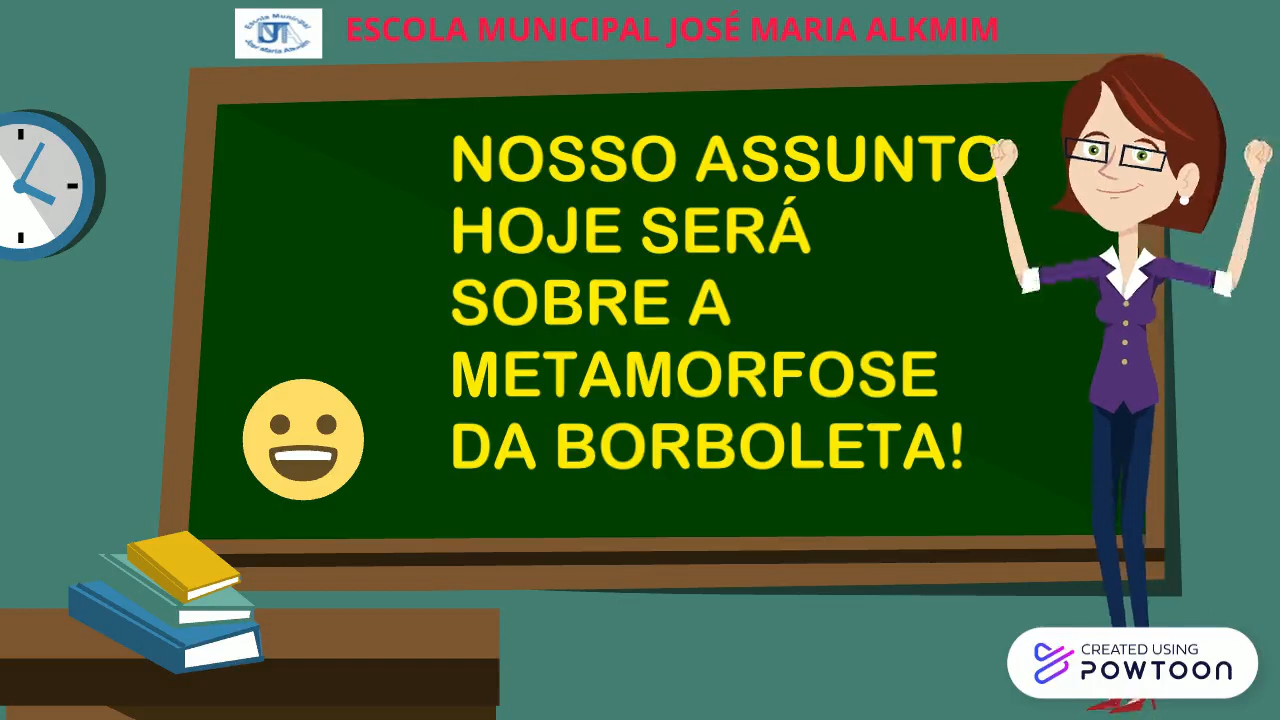 ESCOLA MUNICIPAL JOSÉ MARIA ALKMIM
NOSSO ASSUNTO
HOJE SERÁ
SOBRE A
METAMORFOSE
DA BORBOLETA!
CREATED USING
POWTOON